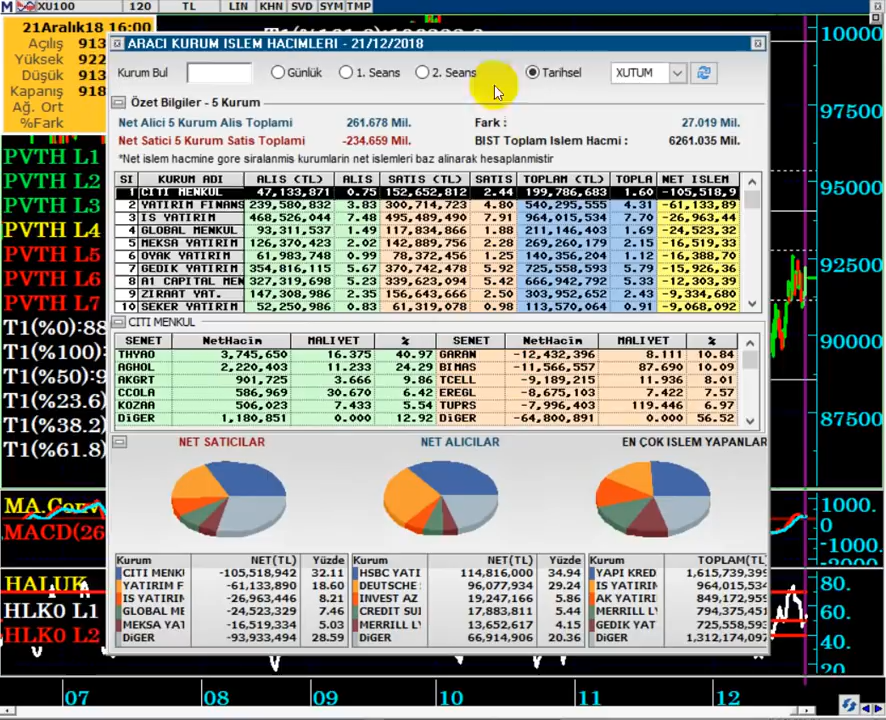 M XU100 120 TL LIN KHN SVD SYM TMP
21Aralık18 16:00
Açılış 913
Yüksek 922
Düşük 913
Kapanış 918
Ağ. Ort
%Fark
PVTH L1
PVTH L2
PVTH L3
PVTH L4
PVTH L5
PVTH L6
PVTH L7
T1(%0):88
T1(%100):
T1(%50):9
T1(%23.6)
T1(%38.2)
T1(%61.8)
MA.Conv
MACD(26
HALUK
HLK0 L1
HLK0 L2
ARACI KURUM ISLEM HACIMLERI - 21/12/2018
Kurum Bul Günlük 1. Seans 2. Seans Tarihsel XUTUM
Özet Bilgiler - 5 Kurum
Net Alici 5 Kurum Alis Toplami 261.678 Mil. Fark : 27.019 Mil.
Net Satici 5 Kurum Satis Toplami -234.659 Mil. BIST Toplam Islem Hacmi : 6261.035 Mil.
*Net islem hacmine gore siralanmis kurumlarin net islemleri baz alinarak hesaplanmistir
SI KURUM ADI ALIS (TL) ALIS SATIS (TL) SATIS TOPLAM (TL) TOPLA NET ISLEM
1 CITI MENKUL 47,133,871 0.75 152,652,812 2.44 199,786,683 1.60 -105,518,9
2 YATIRIM FINANS 239,580,832 3.83 300,714,723 4.80 540,295,555 4.31 -61,133,89
3 IS YATIRIM 468,526,044 7.48 495,489,490 7.91 964,015,534 7.70 -26,963,44
4 GLOBAL MENKUL 93,311,537 1.49 117,834,866 1.88 211,146,403 1.69 -24,523,32
5 MEKSA YATIRIM 126,370,423 2.02 142,889,756 2.28 269,260,179 2.15 -16,519,33
6 OYAK YATIRIM 61,983,748 0.99 78,372,456 1.25 140,356,204 1.12 -16,388,70
7 GEDIK YATIRIM 354,816,115 5.67 370,742,478 5.92 725,558,593 5.79 -15,926,36
8 A1 CAPITAL MEN 327,319,698 5.23 339,623,094 5.42 666,942,792 5.33 -12,303,39
9 ZIRAAT YAT. 147,308,986 2.35 156,643,666 2.50 303,952,652 2.43 -9,334,680
10 SEKER YATIRIM 52,250,986 0.83 61,319,078 0.98 113,570,064 0.91 -9,068,092
CITI MENKUL
SENET NetHacim MALIYET % SENET NetHacim MALIYET %
THYAO 3,745,650 16.375 40.97 GARAN -12,432,396 8.111 10.84
AGHOL 2,220,403 11.233 24.29 BIMAS -11,566,557 87.690 10.09
AKGRT 901,725 3.666 9.86 TCELL -9,189,215 11.936 8.01
CCOLA 586,969 30.670 6.42 EREGL -8,675,103 7.422 7.57
KOZAA 506,023 7.433 5.54 TUPRS -7,996,403 119.446 6.97
DiGER 1,180,851 0.000 12.92 DiGER -64,800,891 0.000 56.52
NET SATICILAR NET ALICILAR EN ÇOK ISLEM YAPANLAR
Kurum NET(TL) Yüzde Kurum NET(TL) Yüzde Kurum TOPLAM(TL)
CITI MENKI -105,518,942 32.11 HSBC YATI 114,816,000 34.94 YAPI KRED 1,615,739,399
YATIRIM F -61,133,890 18.60 DEUTSCHE 96,077,934 29.24 IS YATIRIN 964,015,534
IS YATIRIN -26,963,446 8.21 INVEST AZ 19,247,166 5.86 AK YATIRI 849,172,959
GLOBAL ME -24,523,329 7.46 CREDIT SUI 17,883,811 5.44 MERRILL LY 794,375,451
MEKSA YAT -16,519,334 5.03 MERRILL L\ 13,652,617 4.15 GEDIK YAT 725,558,593
DiGER -93,933,494 28.59 DiGER 66,914,906 20.36 DiGER 1,312,174,097
10000
97500
95000
92500
90000
87500
1000.
0
-1000.
80.
60.
40.
20
07 08 09 10 11 12